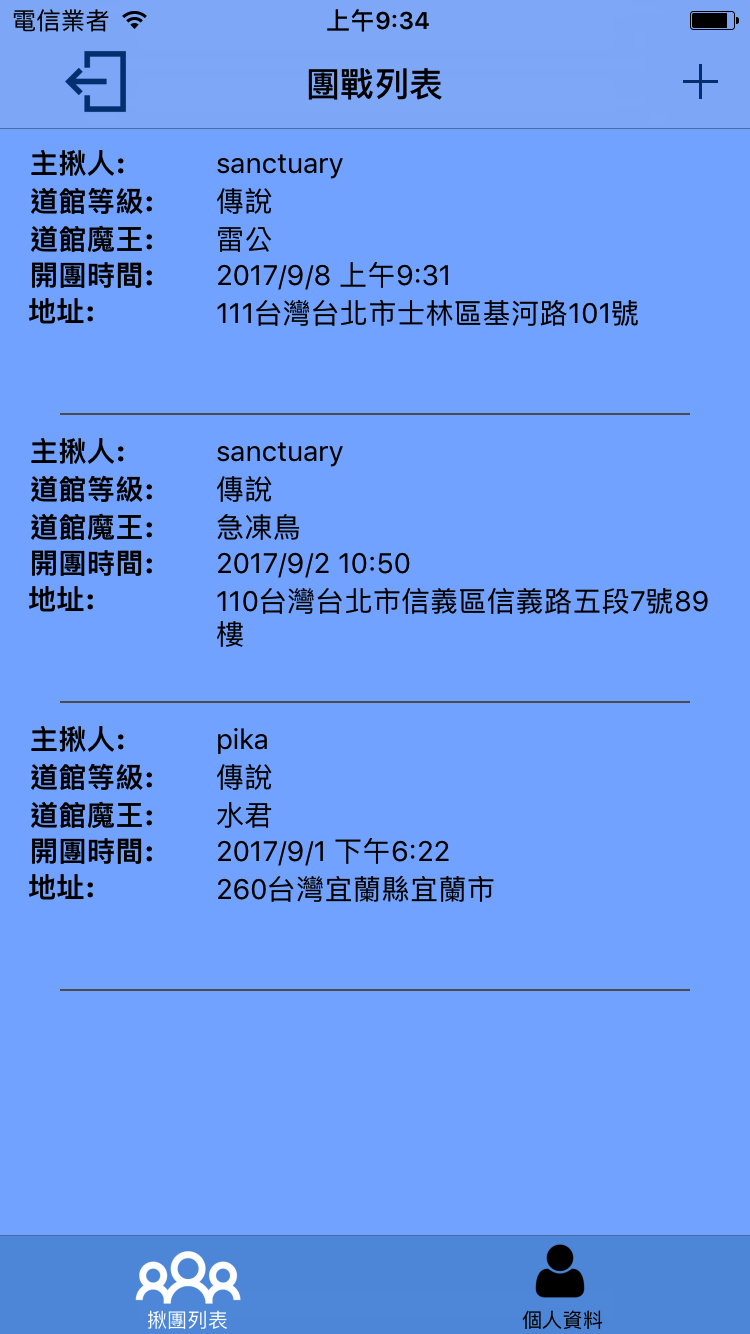 電信業者 上午9:34
團戰列表
主揪人: sanctuary
道館等級: 傳說
道館魔王: 雷公
開團時間: 2017/9/8 上午9:31
地址: 111台灣台北市士林區基河路101號
主揪人: sanctuary
道館等級: 傳說
道館魔王: 急凍鳥
開團時間: 2017/9/2 10:50
地址: 110台灣台北市信義區信義路五段7號89
樓
主揪人: pika
道館等級: 傳說
道館魔王: 水君
開團時間: 2017/9/1 下午6:22
地址: 260台灣宜蘭縣宜蘭市
揪團列表 個人資料